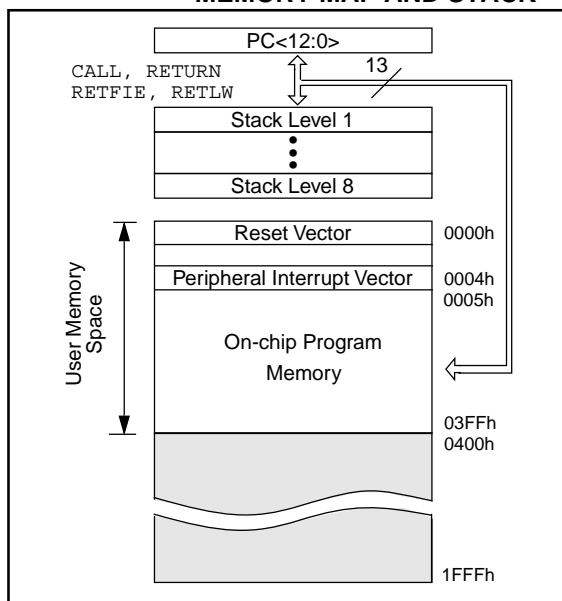 MEMORY MAP AND STACK
PC<12:0>
CALL, RETURN
RETFIE, RETLW
13
Stack Level 1
Stack Level 8
User Memory
Space
Reset Vector
0000h
Peripheral Interrupt Vector
0004h
0005h
On-chip Program
Memory
03FFh
0400h
1FFFh